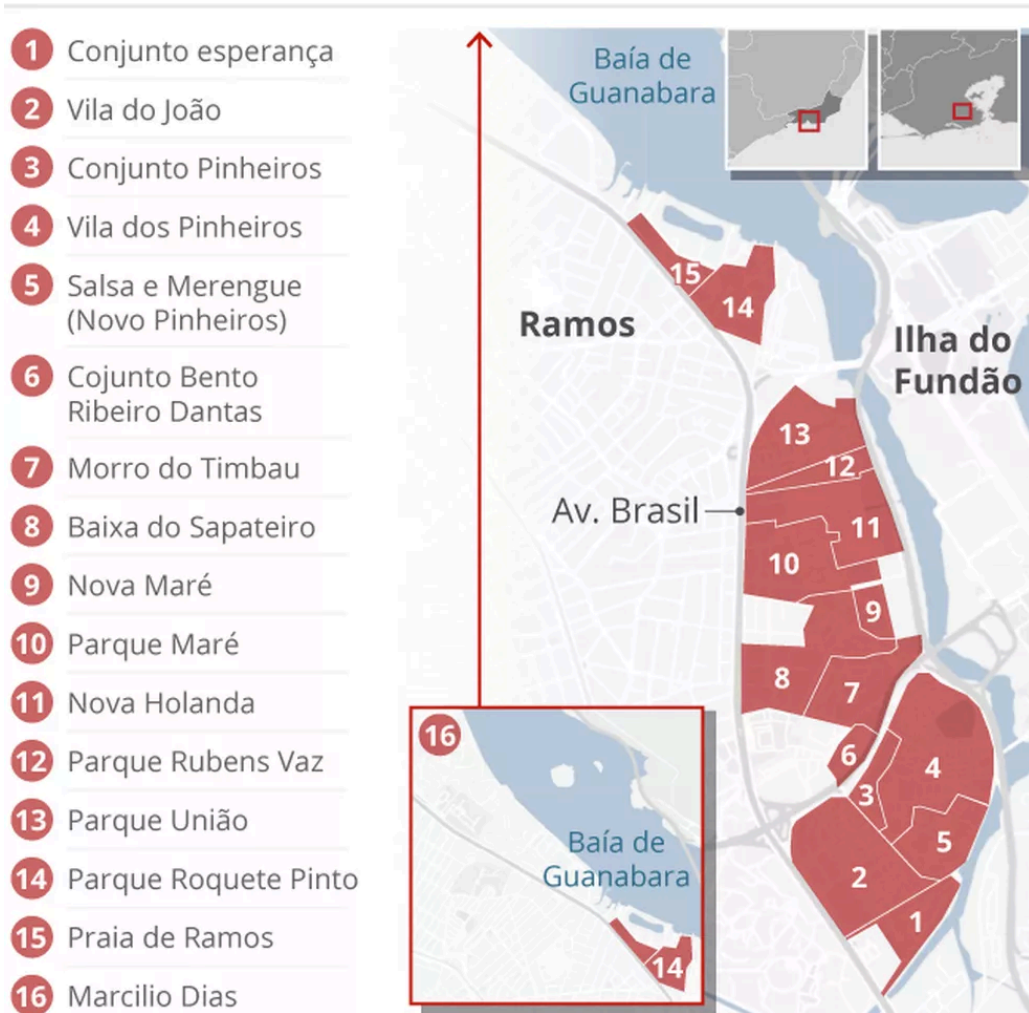 1 Conjunto esperança
2 Vila do João
3 Conjunto Pinheiros
4 Vila dos Pinheiros
5 Salsa e Merengue
(Novo Pinheiros)
6 Cojunto Bento
Ribeiro Dantas
7 Morro do Timbau
8 Baixa do Sapateiro
9 Nova Maré
10 Parque Maré
11 Nova Holanda
12 Parque Rubens Vaz
13 Parque União
14 Parque Roquete Pinto
15 Praia de Ramos
16 Marcilio Dias
Baía de
Guanabara
15
14
Ramos
Ilha do
Fundão
13
12
Av. Brasil
11
10
9
8
7
6
4
3
5
2
1
16
Baía de
Guanabara
14